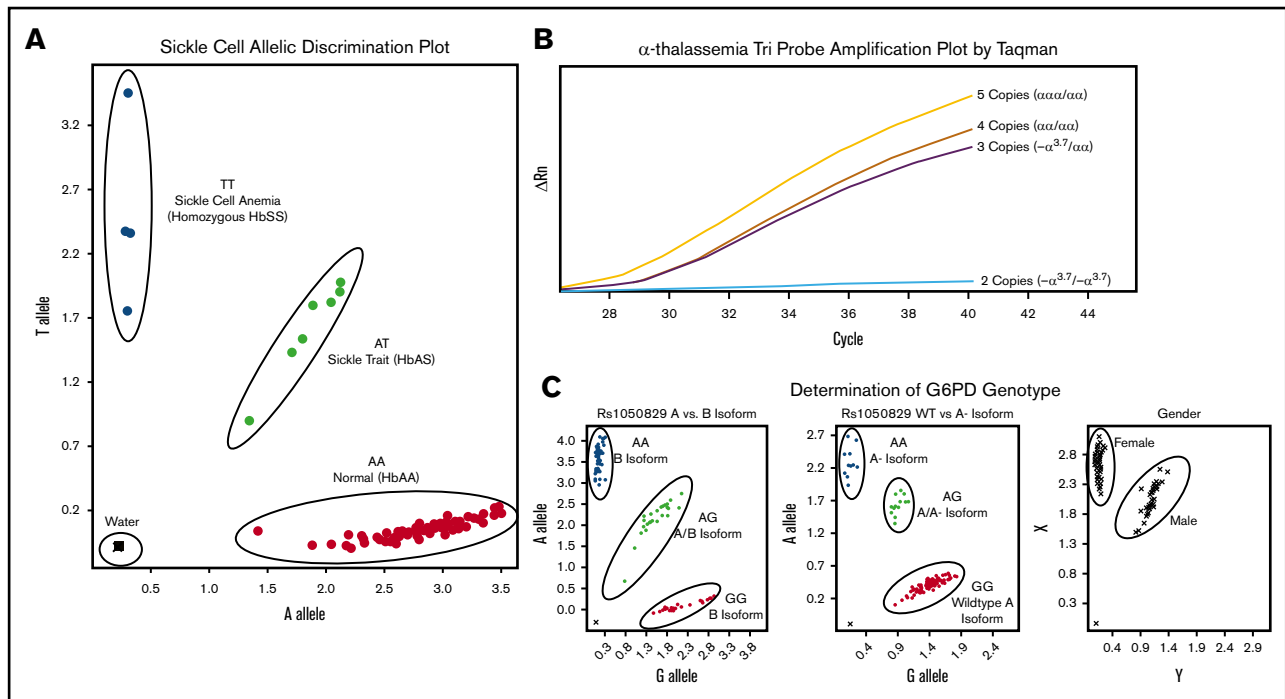 A
Sickle Cell Allelic Discrimination Plot
T allele
3.2
2.7
2.2
1.7
1.2
0.7
0.2
TT
Sickle Cell Anemia
(Homozygous HbSS)
AT
Sickle Trait (HbAS)
AA
Normal (HbAA)
Water
0.5 1.0 1.5 2.0 2.5 3.0 3.5
A allele
B
α-thalassemia Tri Probe Amplification Plot by Taqman
ΔRn
5 Copies (ααα/αα)
4 Copies (αα/αα)
3 Copies (–α³·⁷/αα)
2 Copies (–α³·⁷/–α³·⁷)
28 30 32 34 36 38 40 42 44
Cycle
C
Determination of G6PD Genotype
Rs1050829 A vs. B Isoform
A allele
4.0
3.5
3.0
2.5
2.0
1.5
1.0
0.5
0.0
AA
B Isoform
AG
A/B Isoform
GG
B Isoform
0.3 0.8 1.3 1.8 2.3 2.8 3.3 3.8
G allele
Rs1050829 WT vs A- Isoform
A allele
2.7
2.2
1.7
1.2
0.7
0.2
AA
A- Isoform
AG
A/A- Isoform
GG
Wildtype A
Isoform
0.4 0.9 1.4 1.9 2.4
G allele
Gender
X
2.8
2.3
1.8
1.3
0.8
0.3
Female
Male
0.4 0.9 1.4 1.8 2.2 2.8
Y